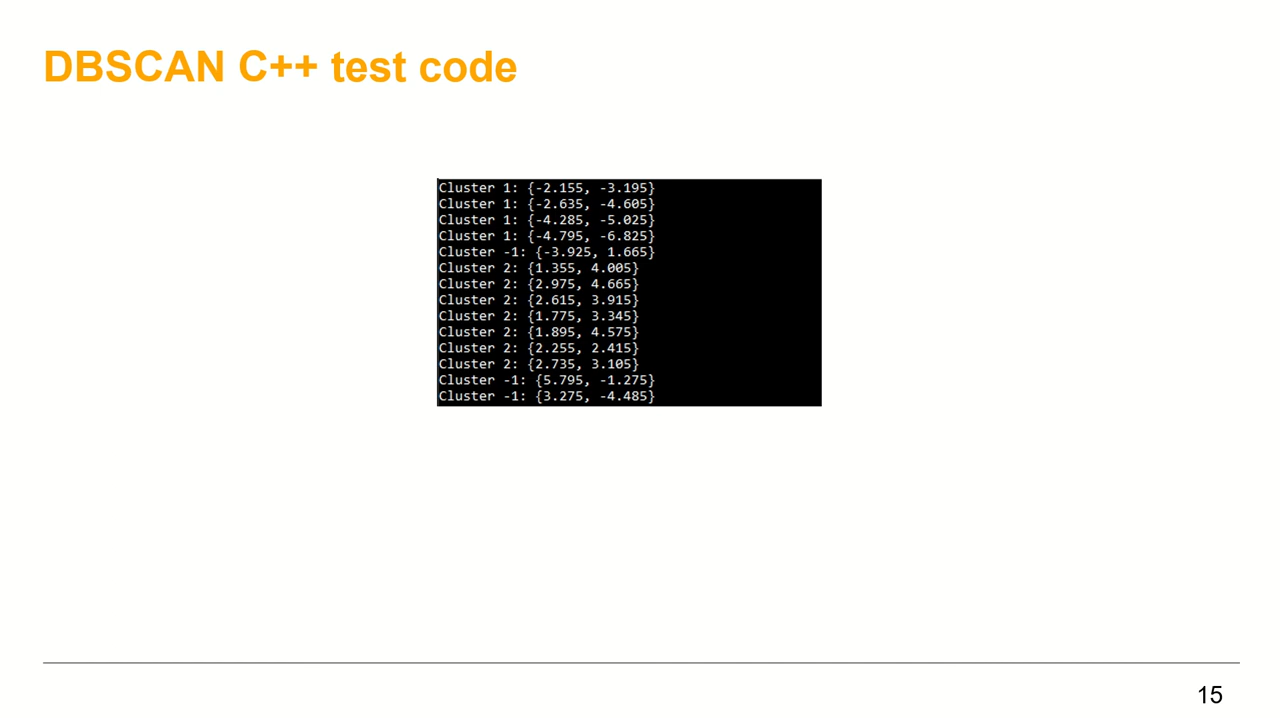 DBSCAN C++ test code
Cluster 1: {-2.155, -3.195}
Cluster 1: {-2.635, -4.605}
Cluster 1: {-4.285, -5.025}
Cluster 1: {-4.795, -6.825}
Cluster -1: {-3.925, 1.665}
Cluster 2: {1.355, 4.005}
Cluster 2: {2.975, 4.665}
Cluster 2: {2.615, 3.915}
Cluster 2: {1.775, 3.345}
Cluster 2: {1.895, 4.575}
Cluster 2: {2.255, 2.415}
Cluster 2: {2.735, 3.105}
Cluster -1: {5.795, -1.275}
Cluster -1: {3.275, -4.485}
15